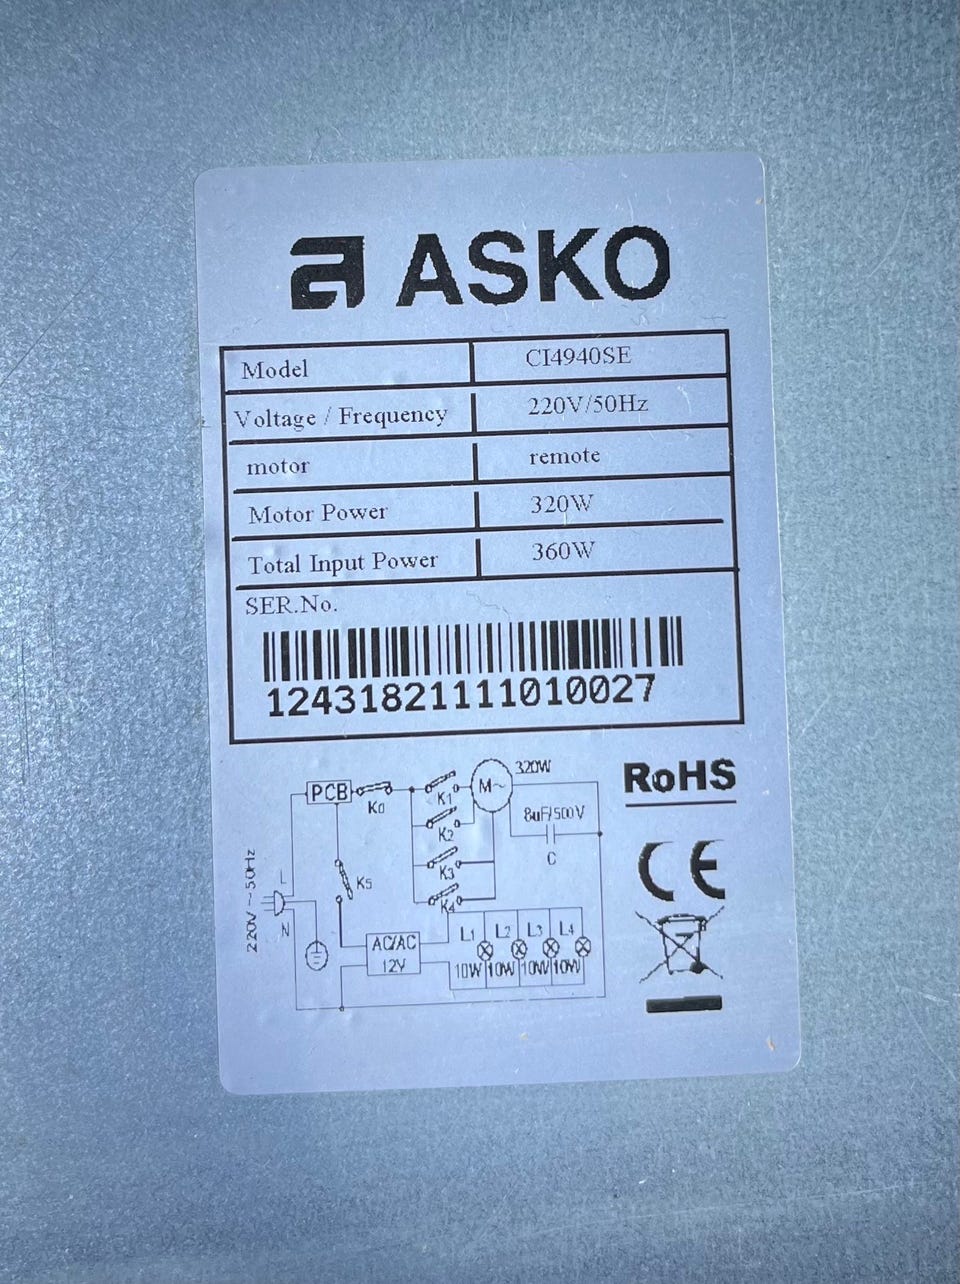 ASKO
Model CI4940SE
Voltage / Frequency 220V/50Hz
motor remote
Motor Power 320W
Total Input Power 360W
SER.No.
12431821111010027
RoHS
CE
PCB K0 K1 M~ 320W
K2 8uF/500V
K3 C
K4
K5
220V~50Hz
L
N
AC/AC
12V
L1 L2 L3 L4
10W 10W 10W 10W